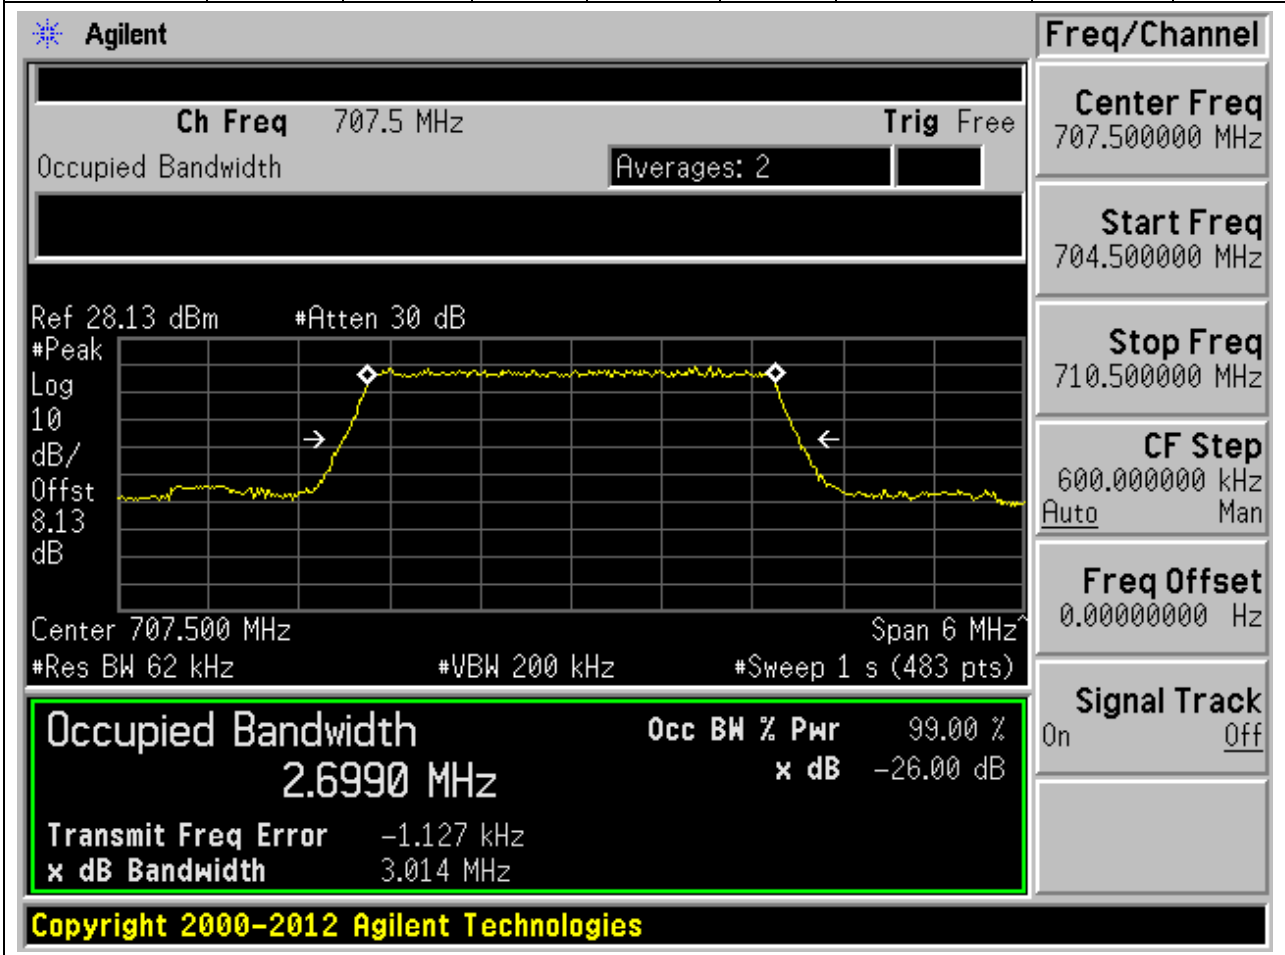 Agilent
Freq/Channel
Ch Freq 707.5 MHz Trig Free
Occupied Bandwidth Averages: 2
Center Freq
707.500000 MHz
Start Freq
704.500000 MHz
Stop Freq
710.500000 MHz
CF Step
600.000000 kHz
Auto Man
Freq Offset
0.00000000 Hz
Signal Track
On Off
Ref 28.13 dBm #Atten 30 dB
#Peak
Log
10
dB/
Offst
8.13
dB
Center 707.500 MHz Span 6 MHz^
#Res BW 62 kHz #VBW 200 kHz #Sweep 1 s (483 pts)
Occupied Bandwidth Occ BW % Pwr 99.00 %
2.6990 MHz x dB -26.00 dB
Transmit Freq Error -1.127 kHz
x dB Bandwidth 3.014 MHz
Copyright 2000-2012 Agilent Technologies